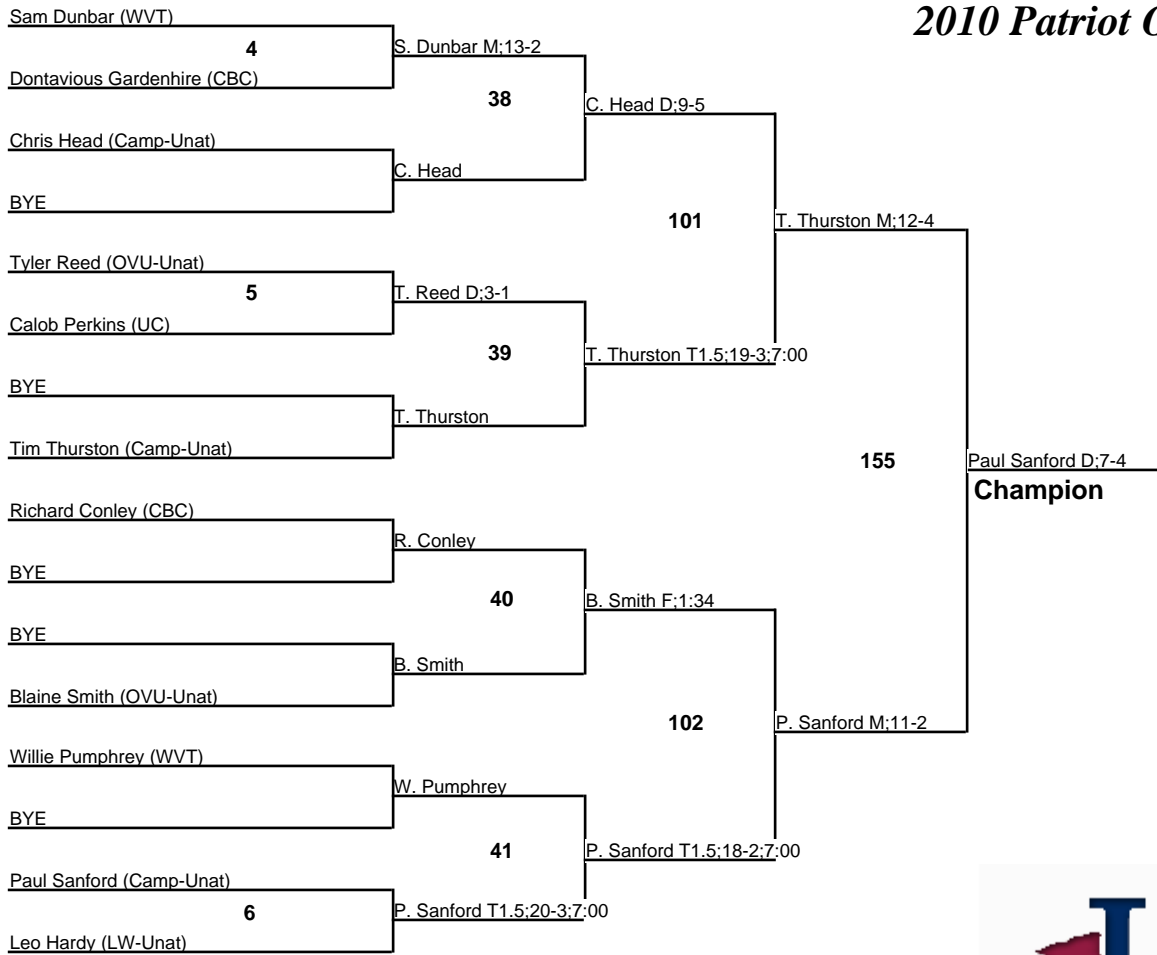 2010 Patriot
Sam Dunbar (WVT)
4
S. Dunbar M;13-2
Dontavious Gardenhire (CBC)
38
C. Head D;9-5
Chris Head (Camp-Unat)
C. Head
BYE
101
T. Thurston M;12-4
Tyler Reed (OVU-Unat)
5
T. Reed D;3-1
Calob Perkins (UC)
39
T. Thurston T1.5;19-3;7:00
BYE
T. Thurston
Tim Thurston (Camp-Unat)
155
Paul Sanford D;7-4
Champion
Richard Conley (CBC)
R. Conley
BYE
40
B. Smith F;1:34
BYE
B. Smith
Blaine Smith (OVU-Unat)
102
P. Sanford M;11-2
Willie Pumphrey (WVT)
W. Pumphrey
BYE
41
P. Sanford T1.5;18-2;7:00
Paul Sanford (Camp-Unat)
6
P. Sanford T1.5;20-3;7:00
Leo Hardy (LW-Unat)